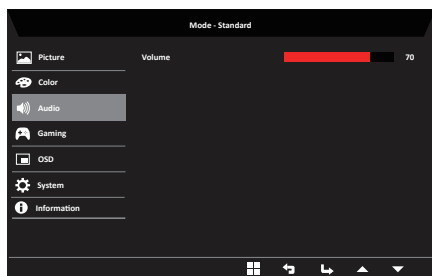 Mode - Standard
Picture
Volume 70
Color
Audio
Gaming
OSD
System
Information